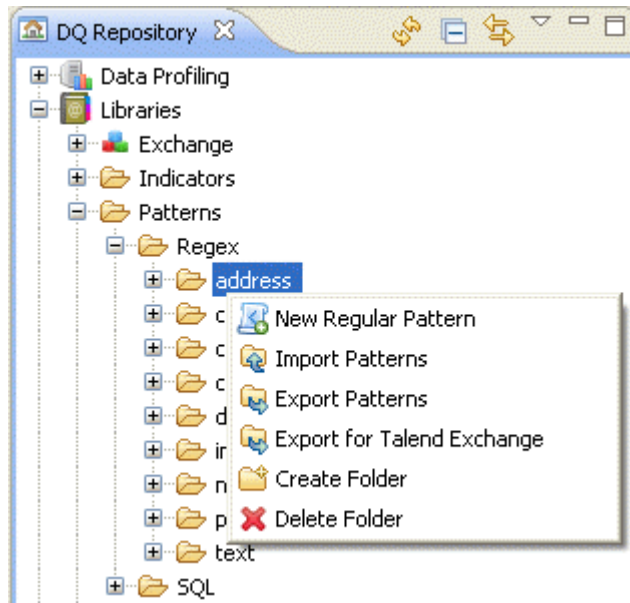 DQ Repository
Data Profiling
Libraries
Exchange
Indicators
Patterns
Regex
address
c
New Regular Pattern
c
Import Patterns
c
Export Patterns
d
Export for Talend Exchange
in
n
Create Folder
p
Delete Folder
text
SQL